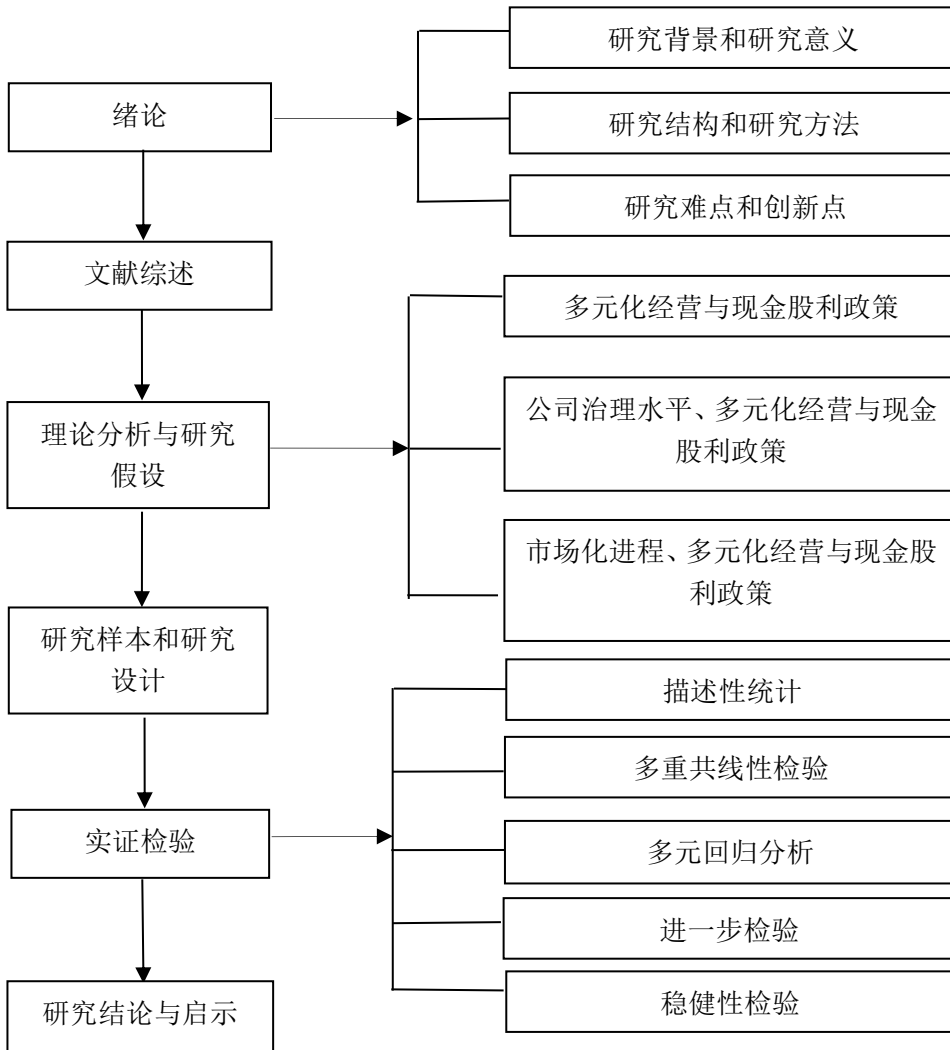 绪论
研究背景和研究意义
研究结构和研究方法
研究难点和创新点
文献综述
理论分析与研究
假设
多元化经营与现金股利政策
公司治理水平、多元化经营与现金
股利政策
市场化进程、多元化经营与现金股
利政策
研究样本和研究
设计
实证检验
描述性统计
多重共线性检验
多元回归分析
进一步检验
稳健性检验
研究结论与启示